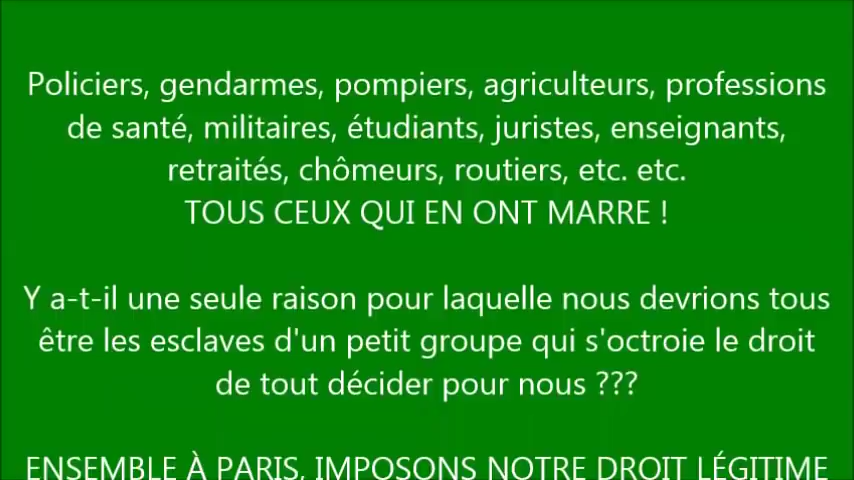 Policiers, gendarmes, pompiers, agriculteurs, professions
de santé, militaires, étudiants, juristes, enseignants,
retraités, chômeurs, routiers, etc. etc.
TOUS CEUX QUI EN ONT MARRE !
Y a-t-il une seule raison pour laquelle nous devrions tous
être les esclaves d'un petit groupe qui s'octroie le droit
de tout décider pour nous ???
ENSEMBLE À PARIS, IMPOSONS NOTRE DROIT LÉGITIME